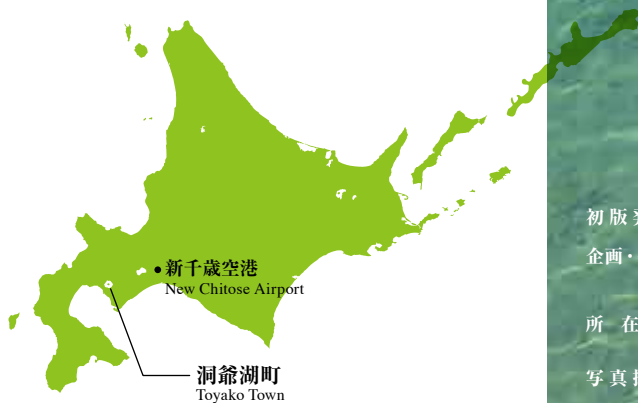 新千歳空港
New Chitose Airport
洞爺湖町
Toyako Town
初版
企画・
所在
写真